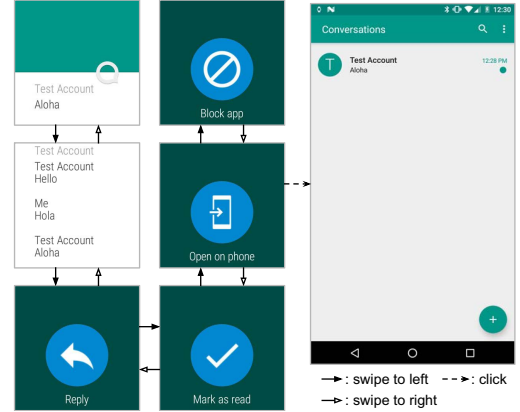 Test Account
Aloha
Test Account
Test Account
Hello
Me
Hola
Test Account
Aloha
Reply
Block app
Open on phone
Mark as read
12:30
Conversations
T
Test Account
12:28 PM
Aloha
+
: swipe to left
: click
: swipe to right